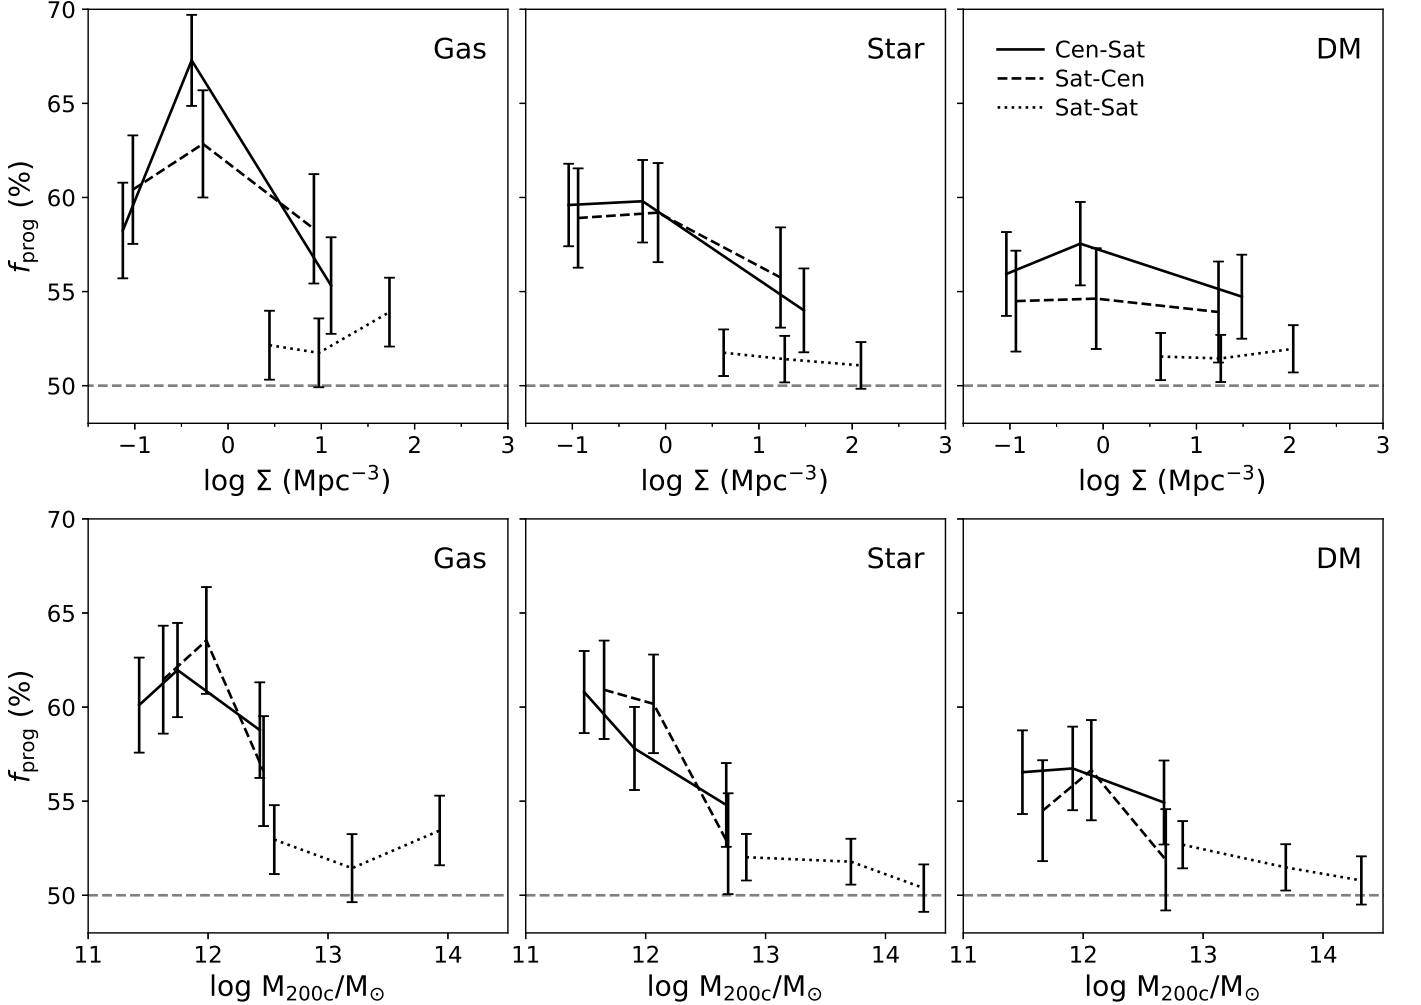 70
65
60
55
50
f_prog (%)
Gas
Star
DM
Cen-Sat
Sat-Cen
Sat-Sat
−1 0 1 2 3
−1 0 1 2 3
−1 0 1 2 3
log Σ (Mpc⁻³)
log Σ (Mpc⁻³)
log Σ (Mpc⁻³)
70
65
60
55
50
f_prog (%)
Gas
Star
DM
11 12 13 14
11 12 13 14
11 12 13 14
log M_200c/M_⊙
log M_200c/M_⊙
log M_200c/M_⊙